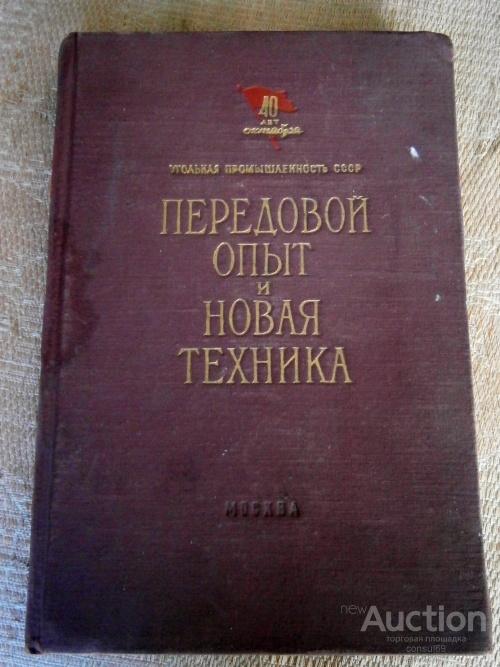 40
ЛЕТ
октября
УГОЛЬНАЯ ПРОМЫШЛЕННОСТЬ СССР
ПЕРЕДОВОЙ
ОПЫТ
и
НОВАЯ
ТЕХНИКА
МОСКВА
new
Auction
торговая площадка
consul69